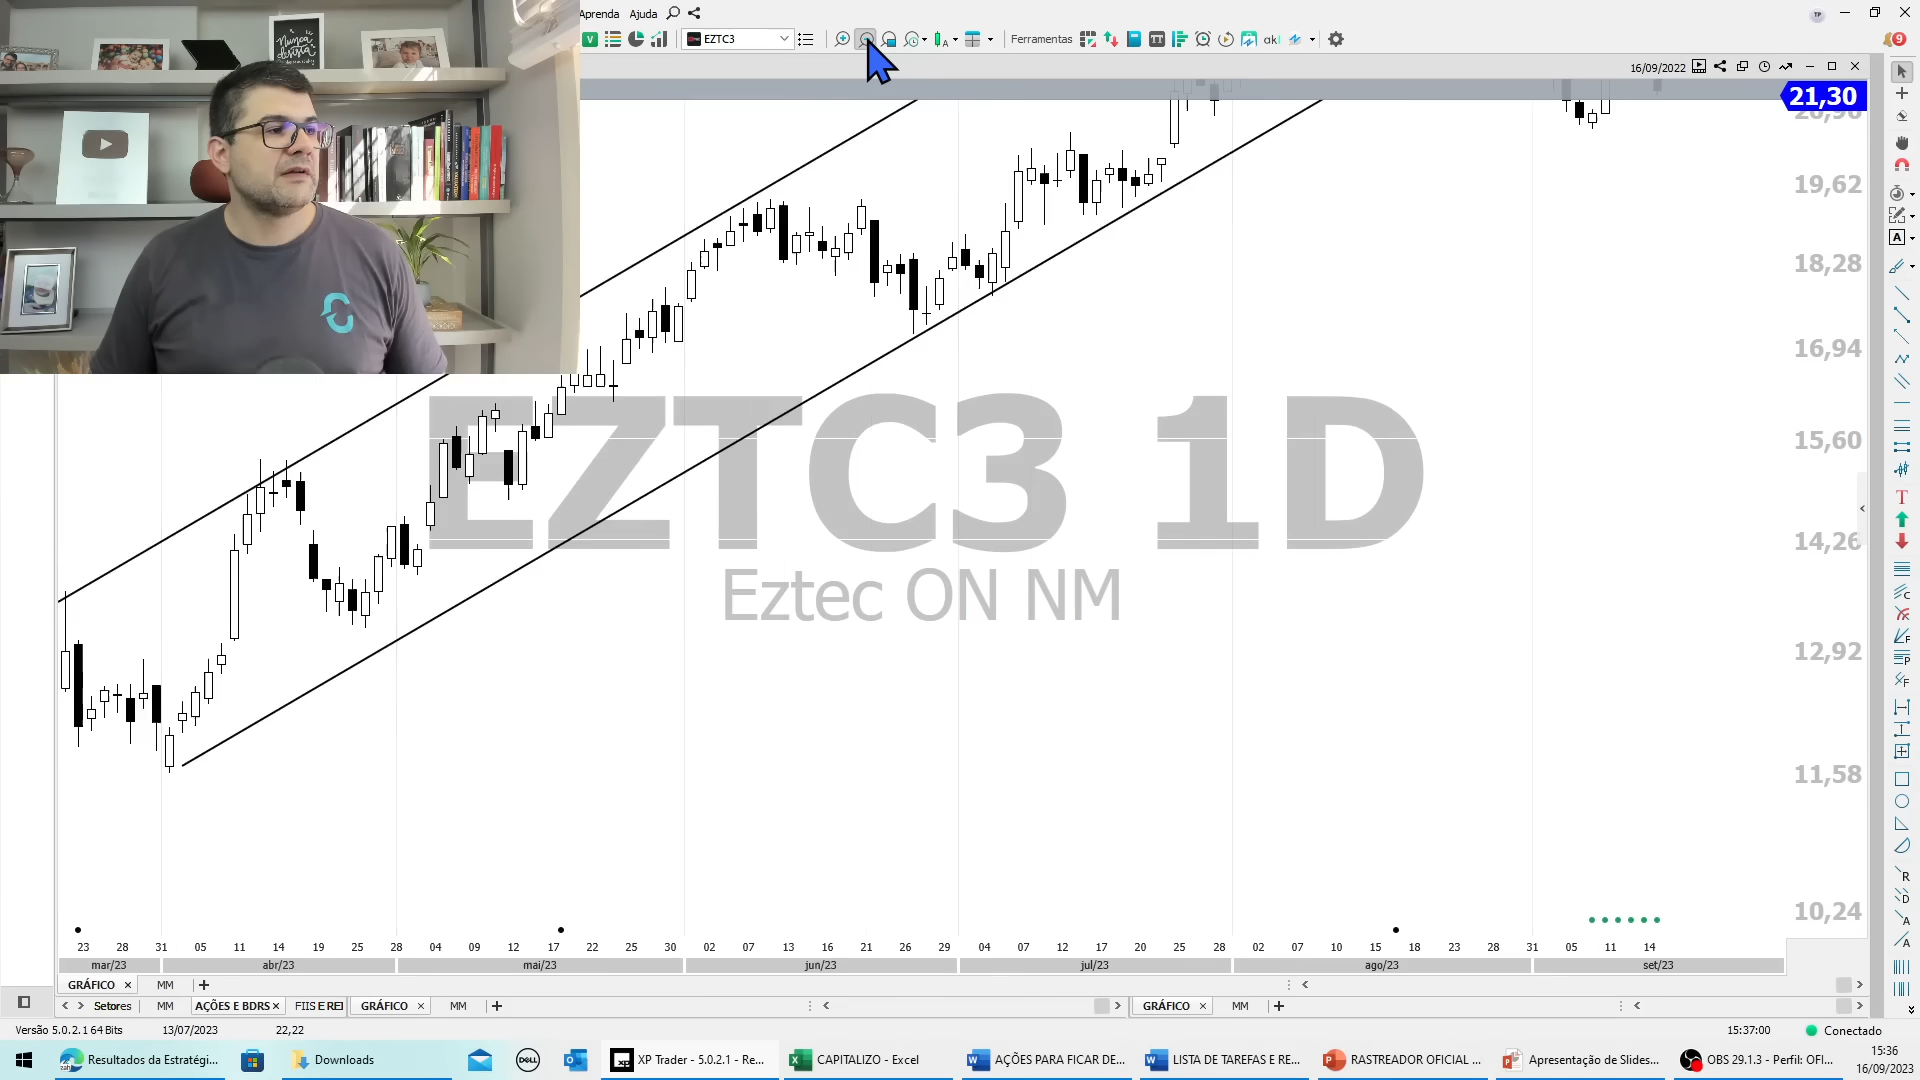 Aprenda Ajuda
Nunca desista
EZTC3
Ferramentas
16/09/2022
21,30
19,62
18,28
16,94
15,60
14,26
12,92
11,58
10,24
EZTC3 1D
Eztec ON NM
23 28 31 05 11 14 19 25 28 04 09 12 17 22 25 30 02 07 13 16 21 26 29 04 07 12 17 20 25 28 02 07 10 15 18 23 28 31 05 11 14
mar/23 abr/23 mai/23 jun/23 jul/23 ago/23 set/23
GRÁFICO MM
Setores MM AÇÕES E BDRS FIIS E REI GRÁFICO MM GRÁFICO MM
Versão 5.0.2.1 64 Bits 13/07/2023 22,22 15:37:00 Conectado
Resultados da Estratégi... Downloads DELL XP Trader - 5.0.2.1 - Re... CAPITALIZO - Excel AÇÕES PARA FICAR DE... LISTA DE TAREFAS E RE... RASTREADOR OFICIAL ... Apresentação de Slides... OBS 29.1.3 - Perfil: OFI... 15:36
16/09/2023